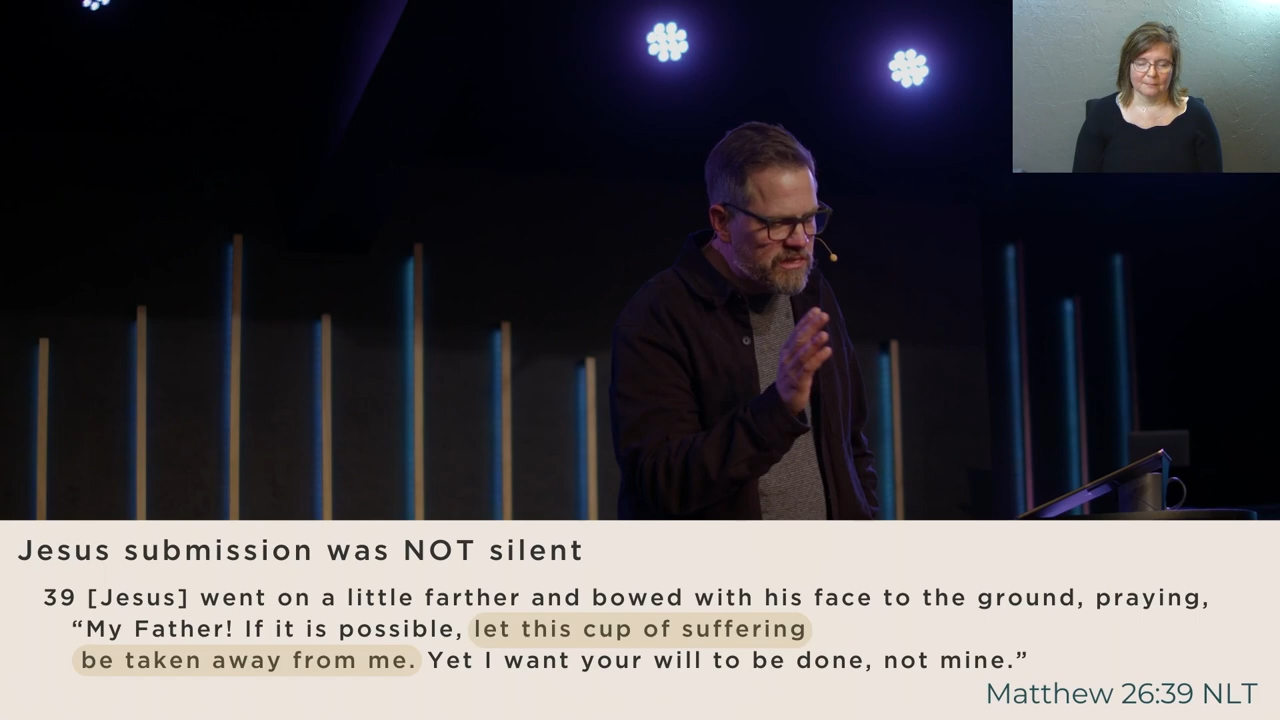 Jesus submission was NOT silent
39 [Jesus] went on a little farther and bowed with his face to the ground, praying,
“My Father! If it is possible, let this cup of suffering
be taken away from me. Yet I want your will to be done, not mine.”
Matthew 26:39 NLT